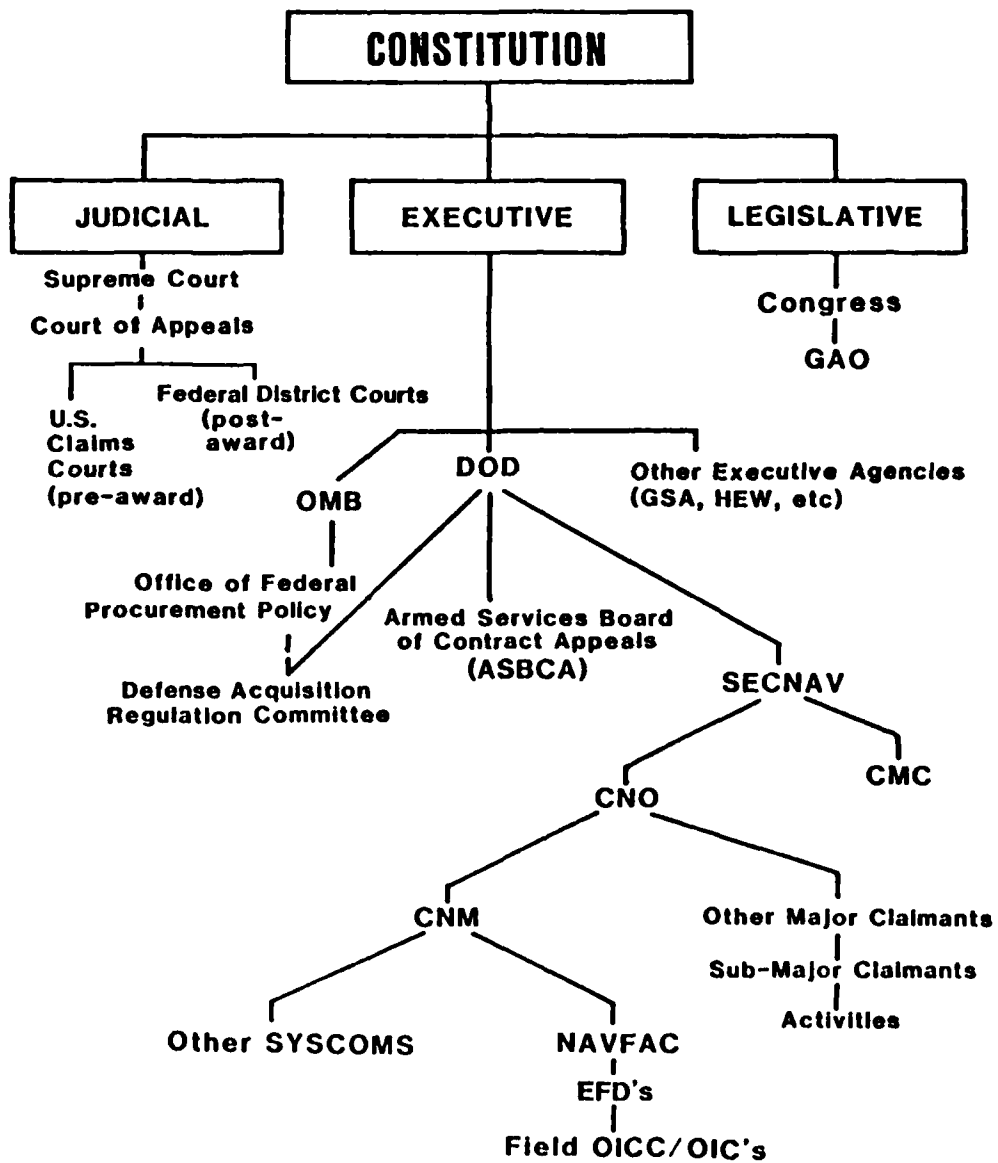 CONSTITUTION
JUDICIAL
EXECUTIVE
LEGISLATIVE
Supreme Court
Court of Appeals
U.S.
Claims
Courts
(pre-award)
Federal District Courts
(post-
award)
Congress
GAO
OMB
DOD
Other Executive Agencies
(GSA, HEW, etc)
Office of Federal
Procurement Policy
Defense Acquisition
Regulation Committee
Armed Services Board
of Contract Appeals
(ASBCA)
SECNAV
CNO
CMC
CNM
Other Major Claimants
Sub-Major Claimants
Activities
Other SYSCOMS
NAVFAC
EFD's
Field OICC/OIC's